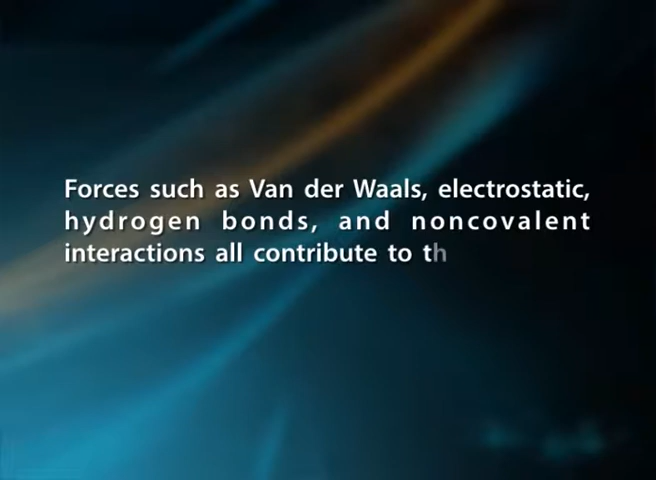 Forces such as Van der Waals, electrostatic,
hydrogen bonds, and noncovalent
interactions all contribute to th